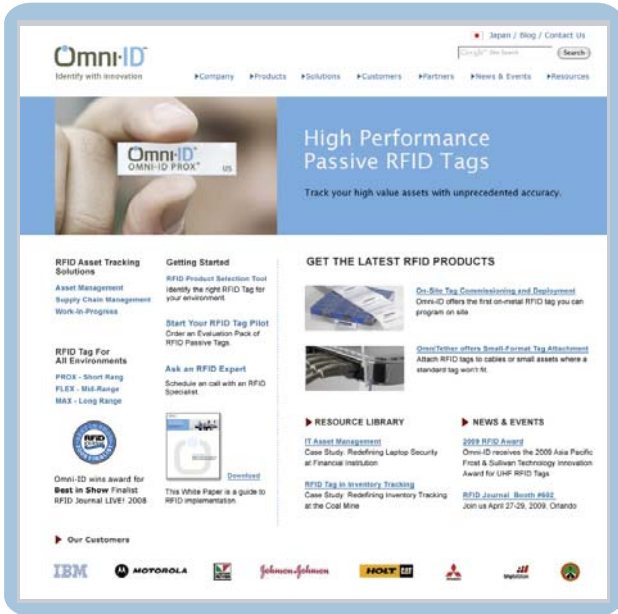 Japan / Blog / Contact Us
Omni-ID
Identify with innovation
Search
Company Products Solutions Customers Partners News & Events Resources
Omni-ID
OMNI-ID PROX
US
High Performance
Passive RFID Tags
Track your high value assets with unprecedented accuracy.
RFID Asset Tracking
Solutions
Asset Management
Supply Chain Management
Work-In-Progress
RFID Tag For
All Environments
PROX - Short Rang
FLEX - Mid-Range
MAX - Long Range
RFID
Omni-ID wins award for
Best in Show Finalist
RFID Journal LIVE! 2008
Getting Started
RFID Product Selection Tool
Identify the right RFID Tag for
your environment.
Start Your RFID Tag Pilot
Order an Evaluation Pack of
RFID Passive Tags.
Ask an RFID Expert
Schedule an call with an RFID
Specialist.
Download
This White Paper is a guide to
RFID implementation.
GET THE LATEST RFID PRODUCTS
On-Site Tag Commissioning and Deployment
Omni-ID offers the first on-metal RFID tag you can
program on site
OmniTether offers Small-Format Tag Attachment
Attach RFID tags to cables or small assets where a
standard tag won't fit.
RESOURCE LIBRARY
IT Asset Management
Case Study: Redefining Laptop Security
at Financial Institution
RFID Tag in Inventory Tracking
Case Study: Redefining Inventory Tracking
at the Coal Mine
NEWS & EVENTS
2009 RFID Award
Omni-ID receives the 2009 Asia Pacific
Frost & Sullivan Technology Innovation
Award for UHF RFID Tags
RFID Journal Booth #602
Join us April 27-29, 2009, Orlando
Our Customers
IBM MOTOROLA Johnson & Johnson HOLT CAT